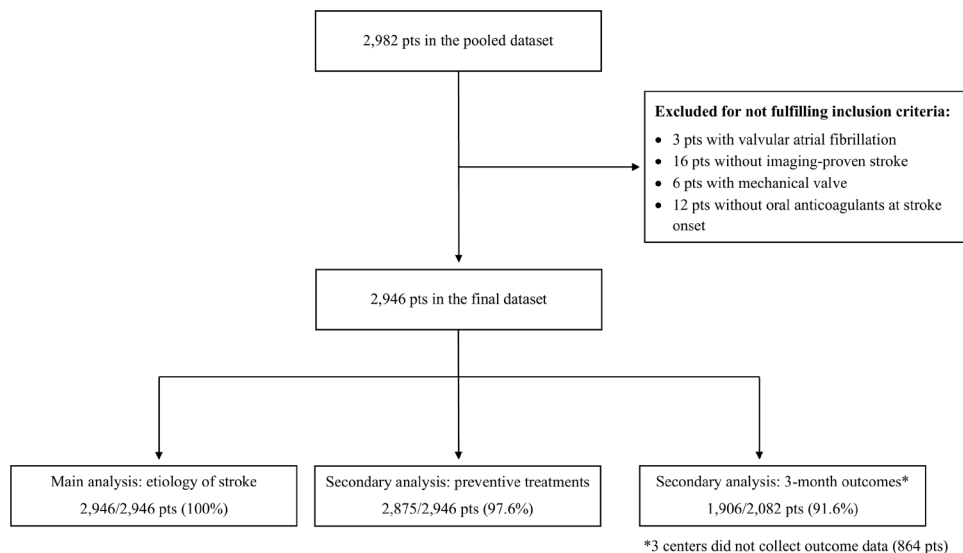 2,982 pts in the pooled dataset
Excluded for not fulfilling inclusion criteria:
• 3 pts with valvular atrial fibrillation
• 16 pts without imaging-proven stroke
• 6 pts with mechanical valve
• 12 pts without oral anticoagulants at stroke
onset
2,946 pts in the final dataset
Main analysis: etiology of stroke
2,946/2,946 pts (100%)
Secondary analysis: preventive treatments
2,875/2,946 pts (97.6%)
Secondary analysis: 3-month outcomes*
1,906/2,082 pts (91.6%)
*3 centers did not collect outcome data (864 pts)